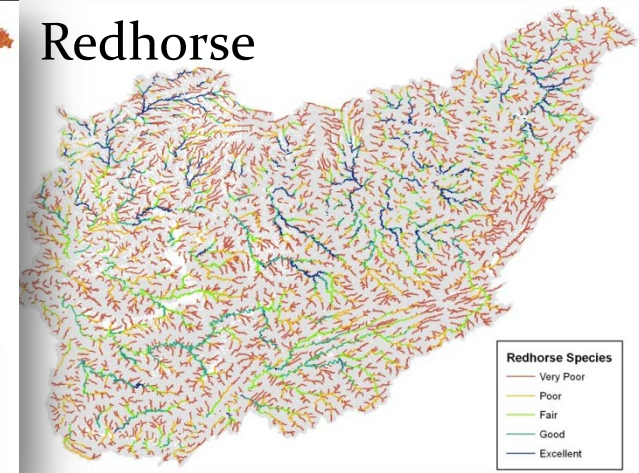 Redhorse
Redhorse Species
Very Poor
Poor
Fair
Good
Excellent